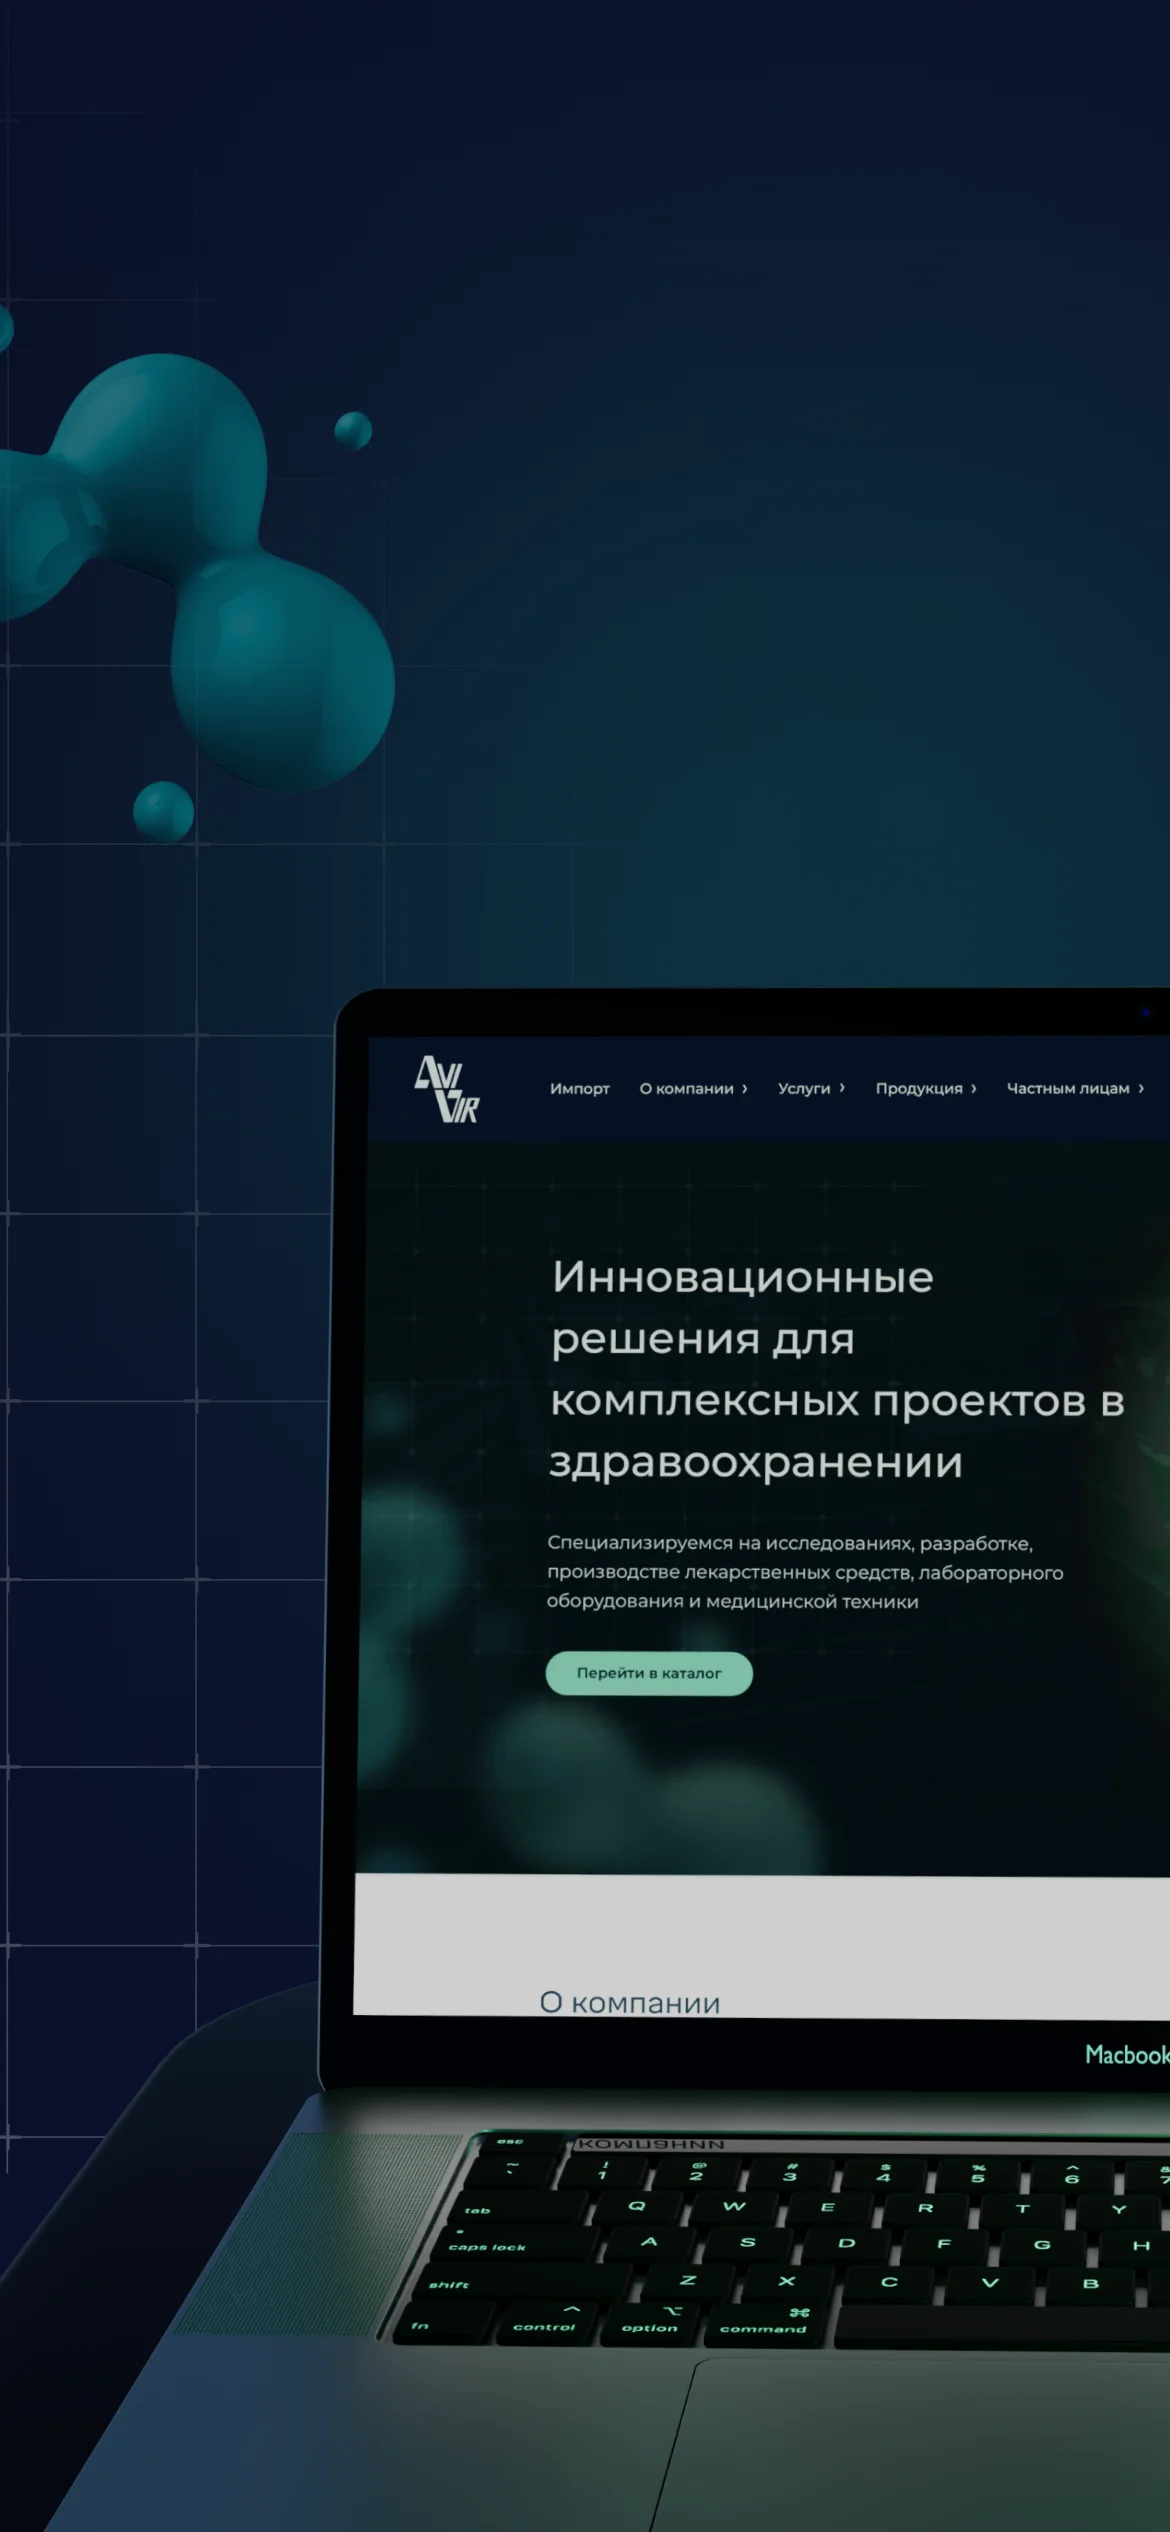 AVI
VIR
Импорт
О компании
Услуги
Продукция
Частным лицам
Инновационные
решения для
комплексных проектов в
здравоохранении
Специализируемся на исследованиях, разработке,
производстве лекарственных средств, лабораторного
оборудования и медицинской техники
Перейти в каталог
О компании
Macbook
esc
~ ` ! 1 @ 2 # 3 $ 4 % 5 ^ 6 & 7
tab Q W E R T Y
caps lock A S D F G H
shift Z X C V B
fn control option command